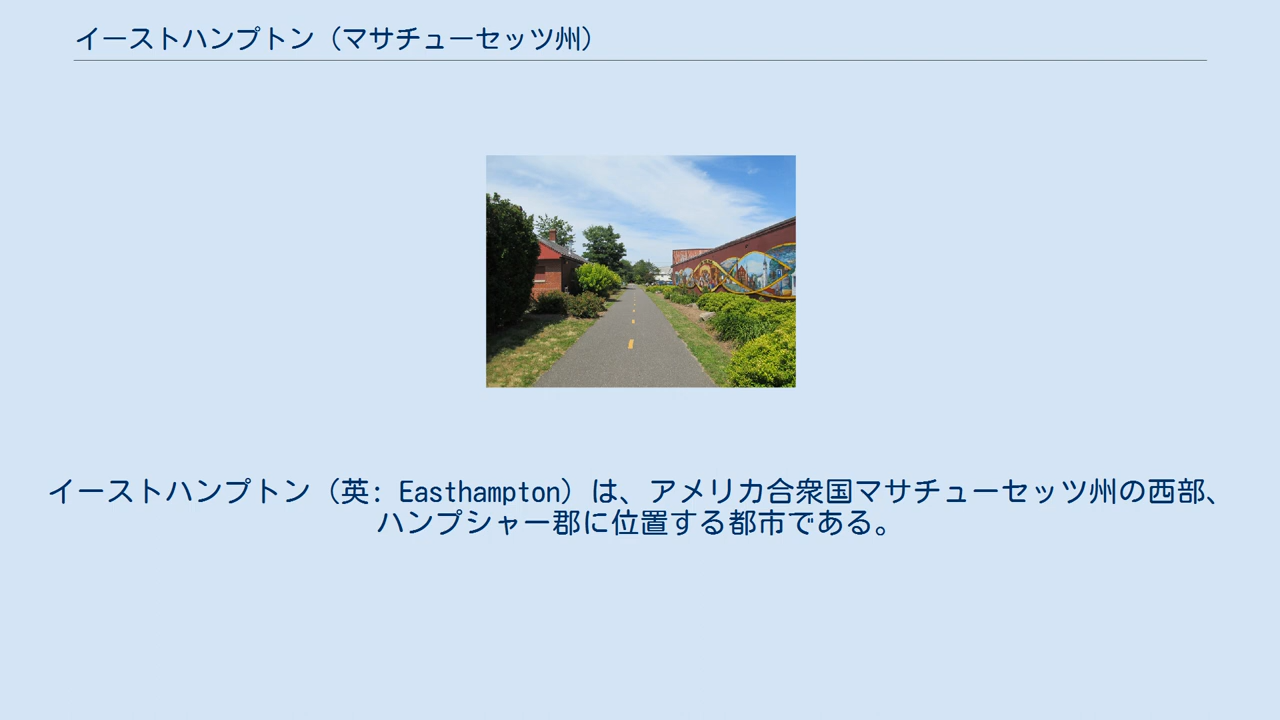 イーストハンプトン（マサチューセッツ州）
イーストハンプトン（英: Easthampton）は、アメリカ合衆国マサチューセッツ州の西部、
ハンプシャー郡に位置する都市である。